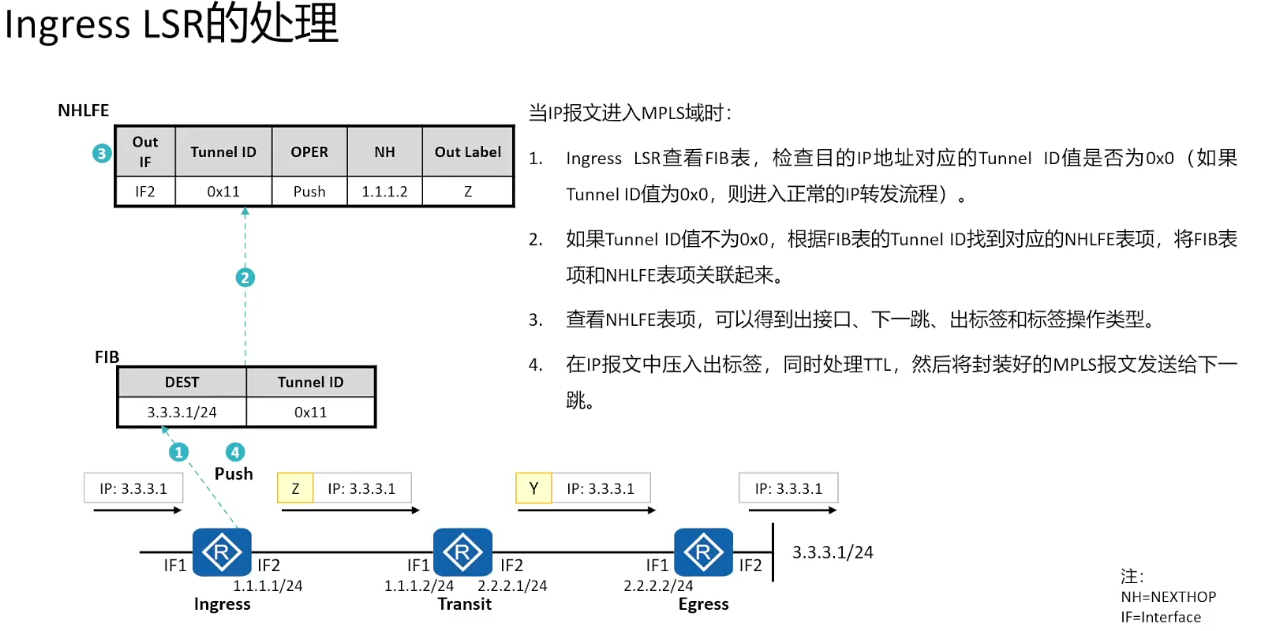 Ingress LSR的处理
NHLFE
3
Out IF
Tunnel ID
OPER
NH
Out Label
IF2
0x11
Push
1.1.1.2
Z
2
FIB
DEST
Tunnel ID
3.3.3.1/24
0x11
1
4
Push
当IP报文进入MPLS域时：
1. Ingress LSR查看FIB表，检查目的IP地址对应的Tunnel ID值是否为0x0（如果
Tunnel ID值为0x0，则进入正常的IP转发流程）。
2. 如果Tunnel ID值不为0x0，根据FIB表的Tunnel ID找到对应的NHLFE表项，将FIB表
项和NHLFE表项关联起来。
3. 查看NHLFE表项，可以得到出接口、下一跳、出标签和标签操作类型。
4. 在IP报文中压入出标签，同时处理TTL，然后将封装好的MPLS报文发送给下一
跳。
IP: 3.3.3.1
Z
IP: 3.3.3.1
Y
IP: 3.3.3.1
IP: 3.3.3.1
R
R
R
IF1
IF2
IF1
IF2
IF1
IF2
3.3.3.1/24
1.1.1.1/24
1.1.1.2/24
2.2.2.1/24
2.2.2.2/24
Ingress
Transit
Egress
注：
NH=NEXTHOP
IF=Interface